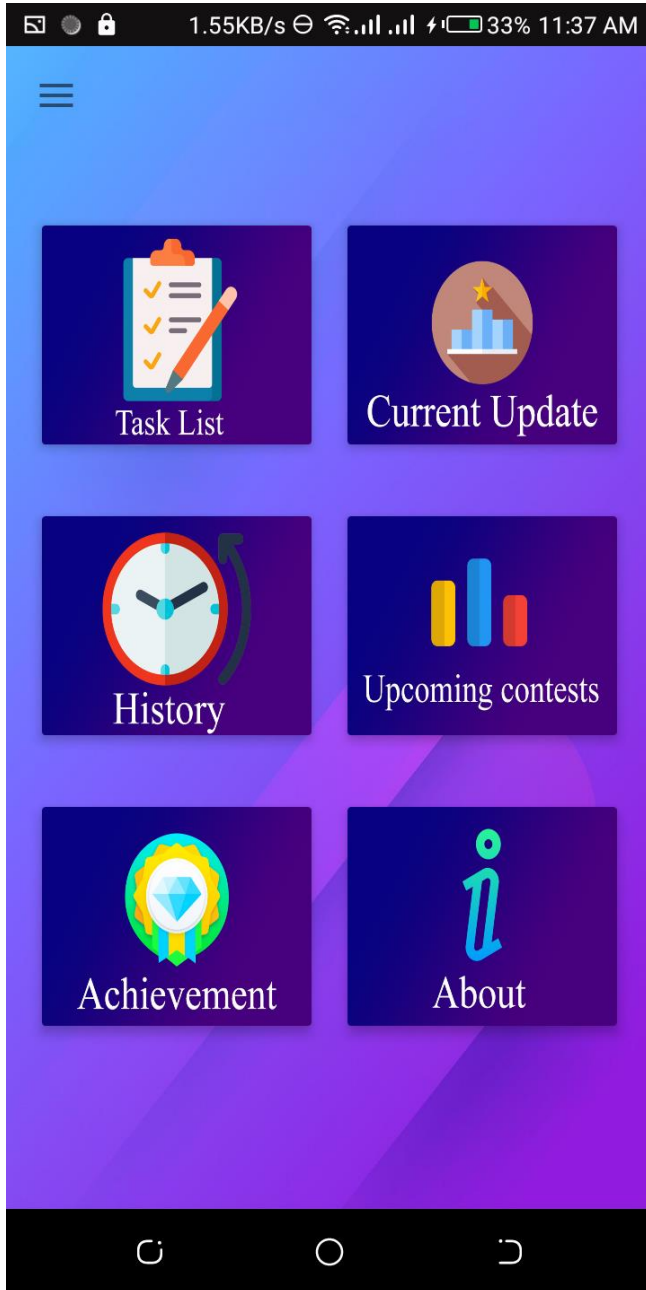 1.55KB/s 33% 11:37 AM
Task List
Current Update
History
Upcoming contests
Achievement
About